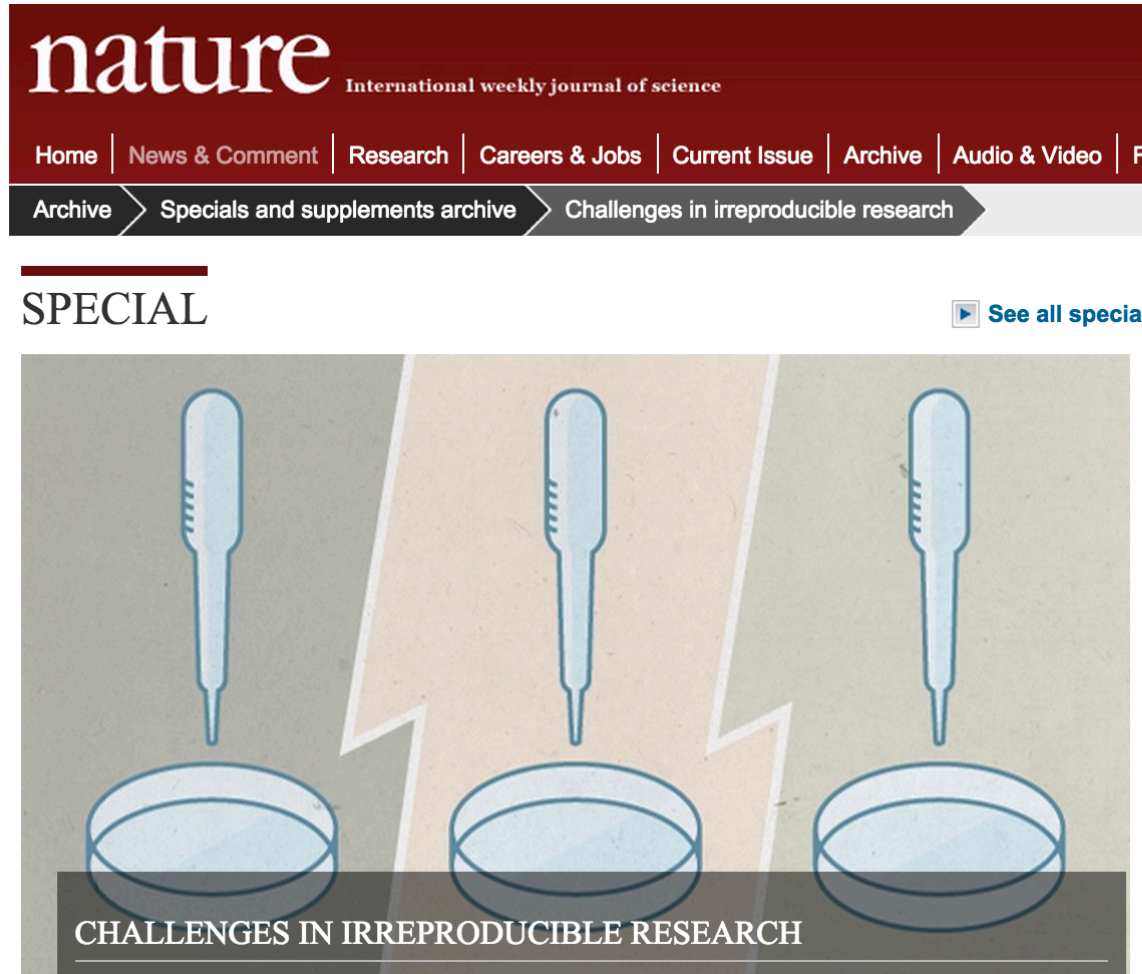 nature International weekly journal of science
Home News & Comment Research Careers & Jobs Current Issue Archive Audio & Video
Archive Specials and supplements archive Challenges in irreproducible research
SPECIAL
See all specia
CHALLENGES IN IRREPRODUCIBLE RESEARCH